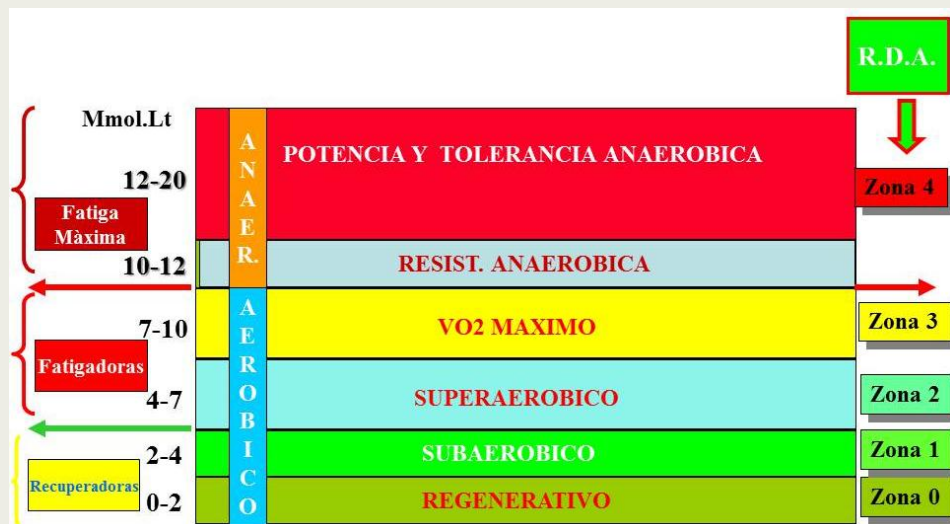 R.D.A.
Mmol.Lt
POTENCIA Y TOLERANCIA ANAEROBICA
12-20
Zona 4
Fatiga
Màxima
ANAER.
10-12
RESIST. ANAEROBICA
7-10
VO2 MAXIMO
Zona 3
Fatigadoras
AEROBICO
4-7
SUPERAEROBICO
Zona 2
2-4
SUBAEROBICO
Zona 1
Recuperadoras
0-2
REGENERATIVO
Zona 0